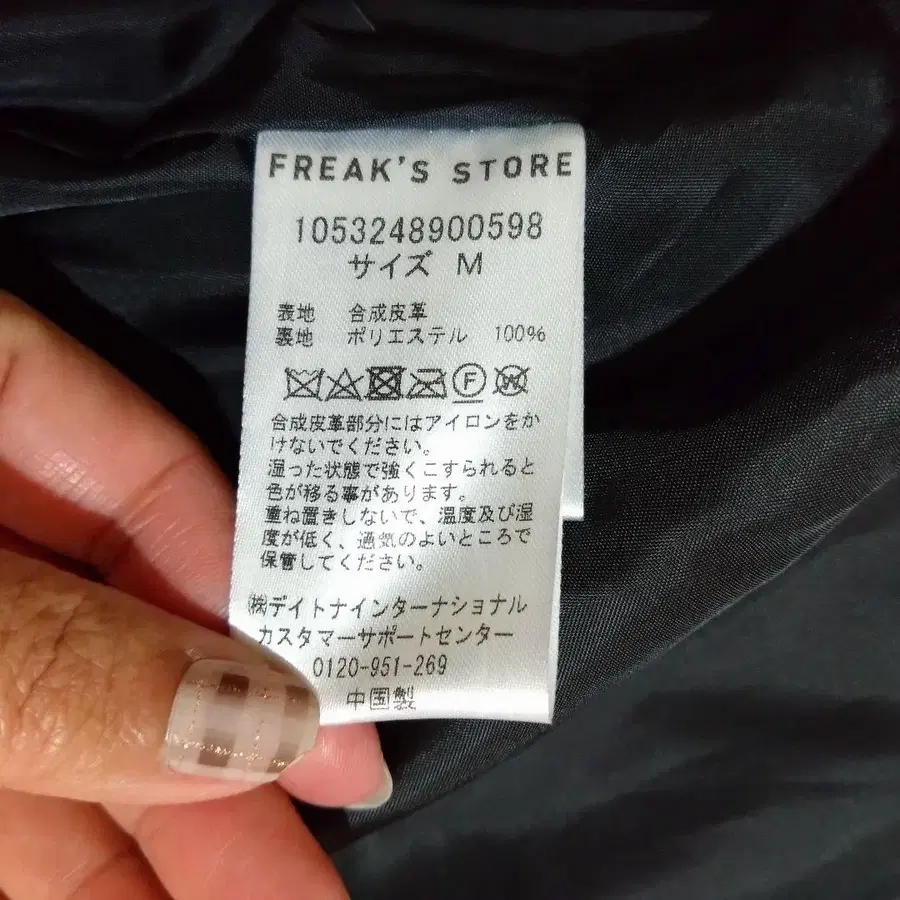 FREAK'S STORE
1053248900598
サイズ M
表地 合成皮革
裏地 ポリエステル 100%
F W
合成皮革部分にはアイロンをか
けないでください。
湿った状態で強くこすられると
色が移る事があります。
重ね置きしないで、温度及び湿
度が低く、通気のよいところで
保管してください。
㈱デイトナインターナショナル
カスタマーサポートセンター
0120-951-269
中国製